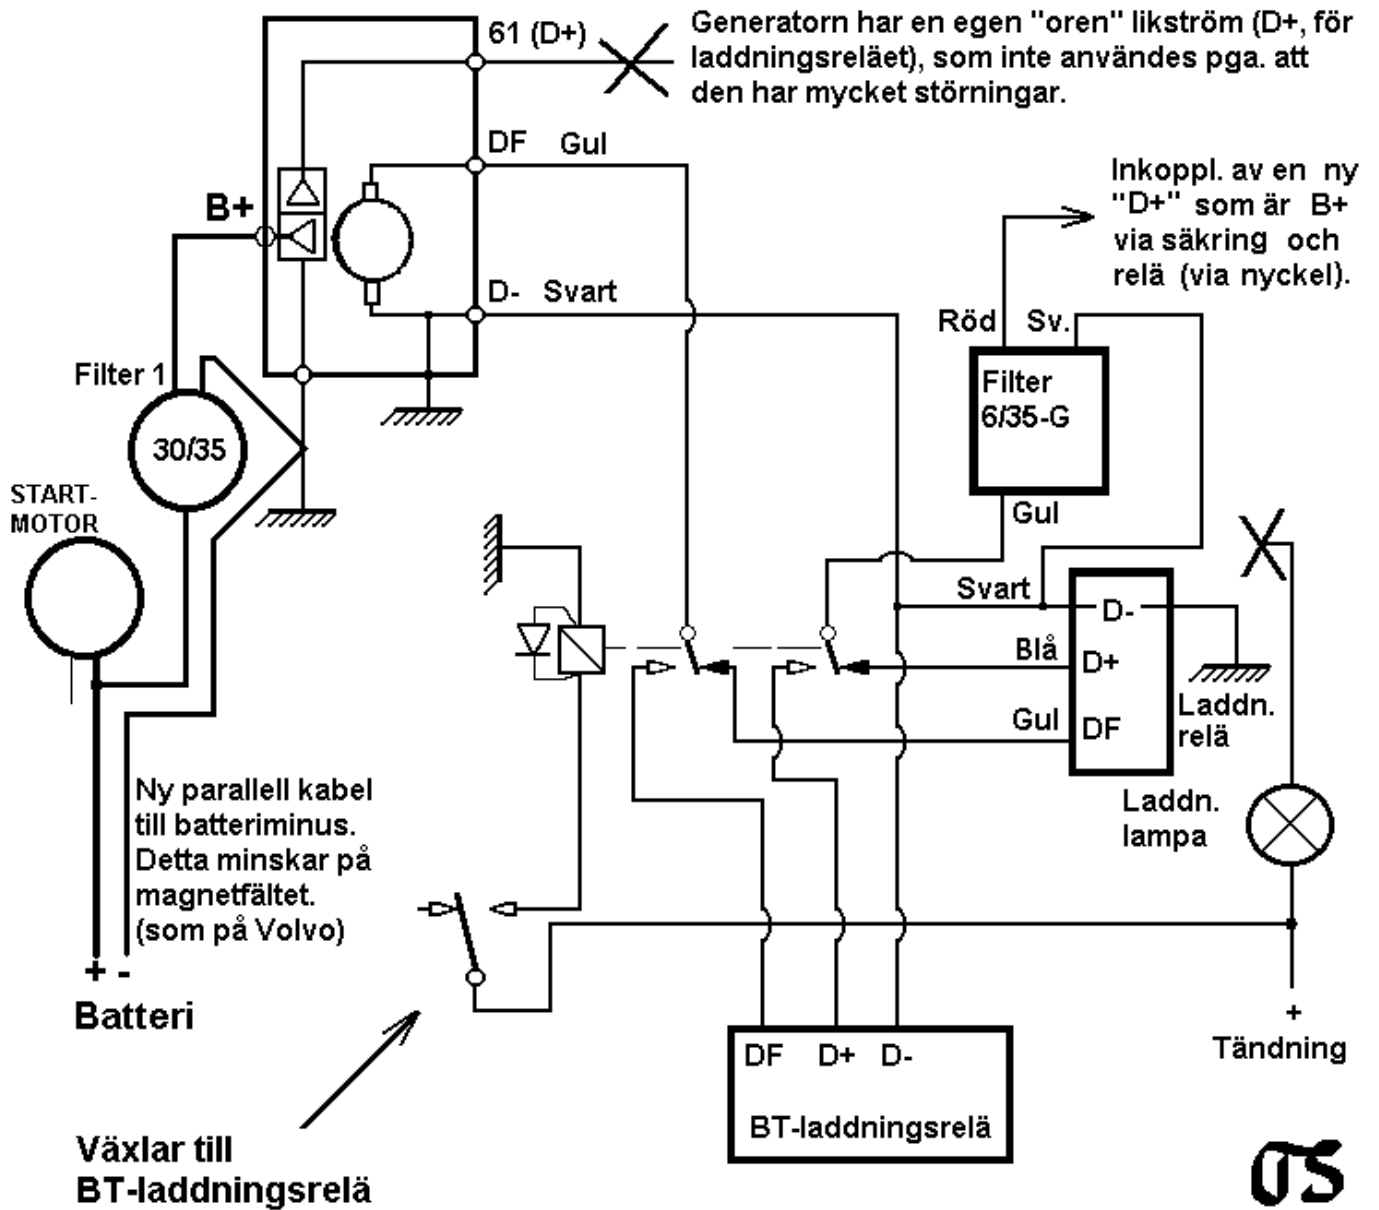 61 (D+)
Generatorn har en egen "oren" likström (D+, för
laddningsreläet), som inte användes pga. att
den har mycket störningar.
DF Gul
Inkoppl. av en ny
"D+" som är B+
via säkring och
relä (via nyckel).
B+
D- Svart
Röd Sv.
Filter 1
Filter
6/35-G
30/35
START-
MOTOR
Gul
Svart
D-
Blå
D+
Gul
DF
Laddn.
relä
Ny parallell kabel
till batteriminus.
Detta minskar på
magnetfältet.
(som på Volvo)
Laddn.
lampa
+ -
Batteri
+
Tändning
DF D+ D-
BT-laddningsrelä
Växlar till
BT-laddningsrelä
TS